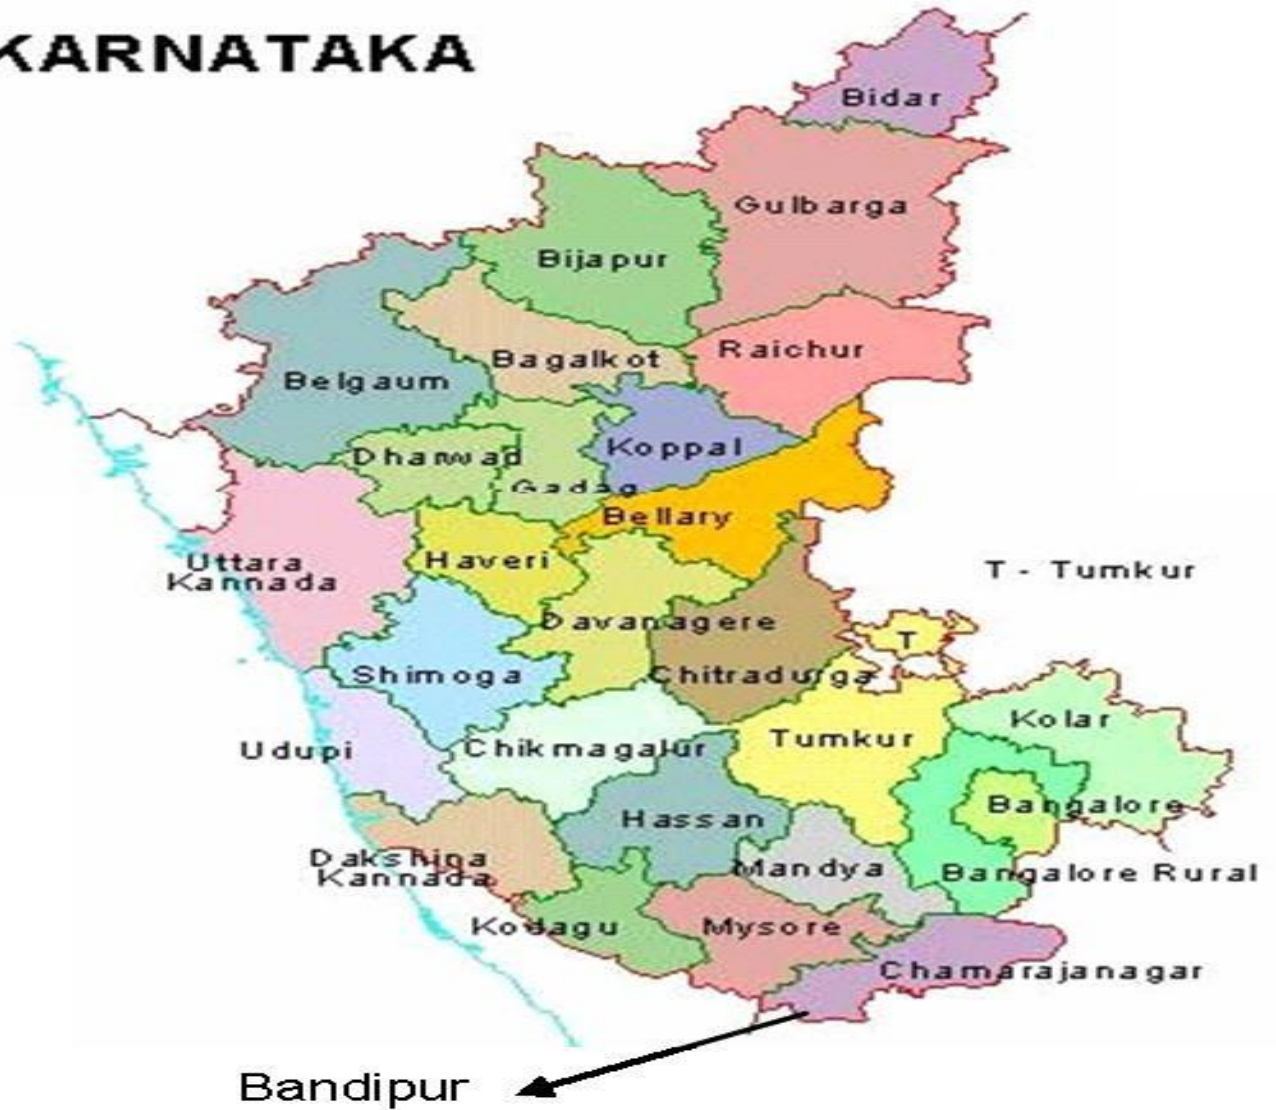 KARNATAKA
Bidar
Gulbarga
Bijapur
Raichur
Bagalkot
Belgaum
Koppal
Dharwad
Gadag
Bellary
Haveri
Uttara
Kannada
T - Tumkur
Davanagere
T
Shimoga
Chitradurga
Kolar
Udupi
Chikmagalur
Tumkur
Bangalore
Hassan
Dakshina
Kannada
Mandya
Bangalore Rural
Kodagu
Mysore
Chamarajanagar
Bandipur